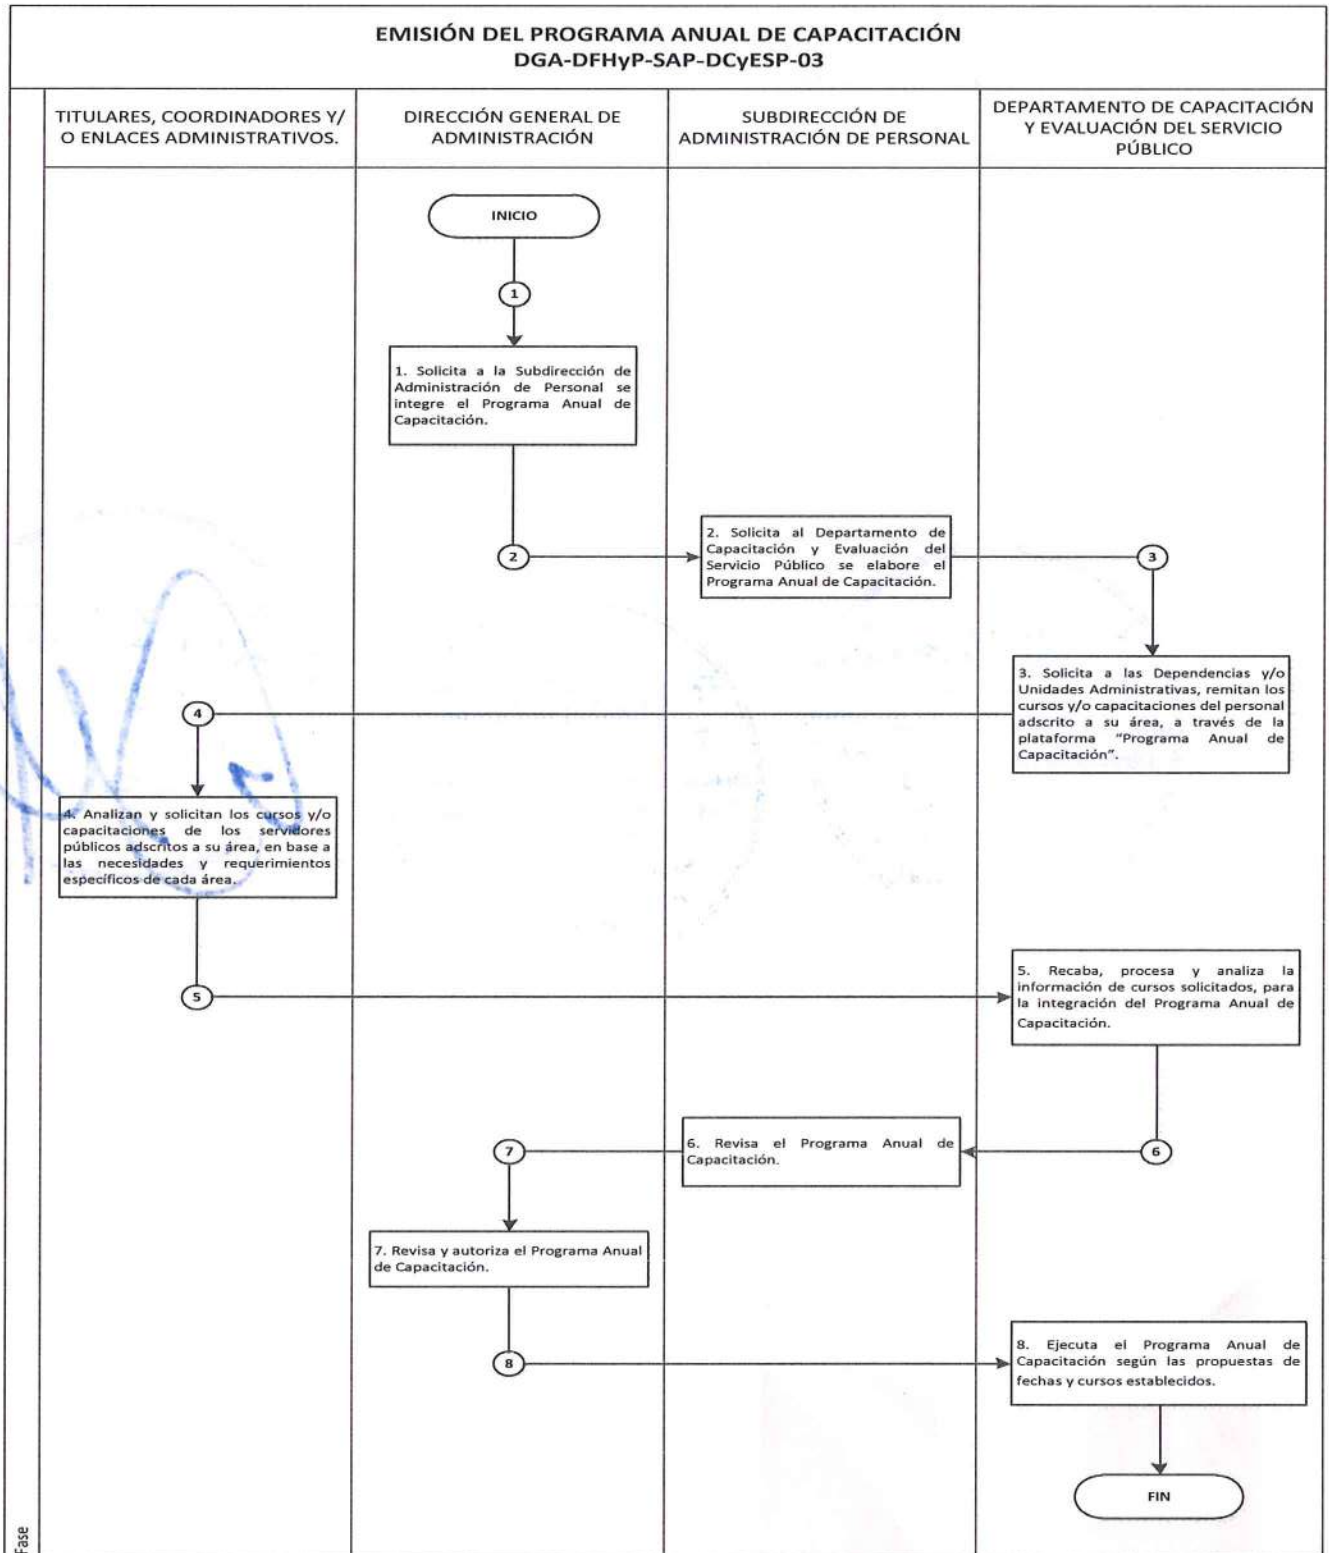 EMISIÓN DEL PROGRAMA ANUAL DE CAPACITACIÓN
DGA-DFHyP-SAP-DCyESP-03
TITULARES, COORDINADORES Y/
O ENLACES ADMINISTRATIVOS.
DIRECCIÓN GENERAL DE
ADMINISTRACIÓN
SUBDIRECCIÓN DE
ADMINISTRACIÓN DE PERSONAL
DEPARTAMENTO DE CAPACITACIÓN
Y EVALUACIÓN DEL SERVICIO
PÚBLICO
INICIO
1
1. Solicita a la Subdirección de
Administración de Personal se
integre el Programa Anual de
Capacitación.
2
2. Solicita al Departamento de
Capacitación y Evaluación del
Servicio Público se elabore el
Programa Anual de Capacitación.
3
3. Solicita a las Dependencias y/o
Unidades Administrativas, remitan los
cursos y/o capacitaciones del personal
adscrito a su área, a través de la
plataforma "Programa Anual de
Capacitación".
4
4. Analizan y solicitan los cursos y/o
capacitaciones de los servidores
públicos adscritos a su área, en base a
las necesidades y requerimientos
específicos de cada área.
5
5. Recaba, procesa y analiza la
información de cursos solicitados, para
la integración del Programa Anual de
Capacitación.
6
6. Revisa el Programa Anual de
Capacitación.
7
7. Revisa y autoriza el Programa Anual
de Capacitación.
8
8. Ejecuta el Programa Anual de
Capacitación según las propuestas de
fechas y cursos establecidos.
FIN
Fase